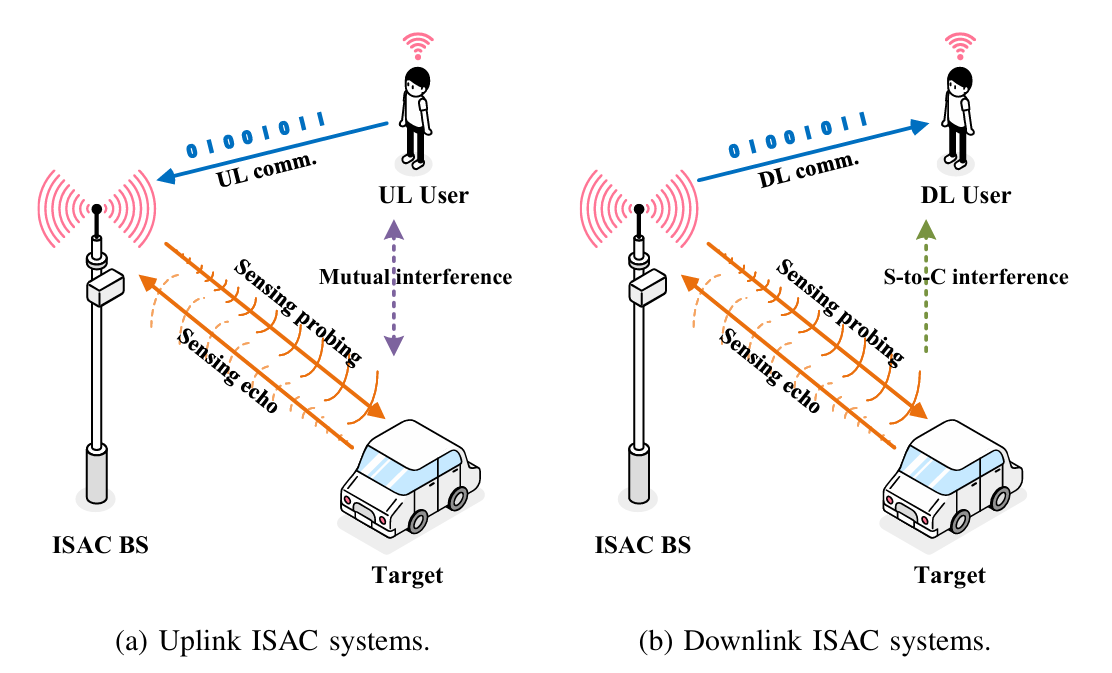 01001011
UL comm.
UL User
Mutual interference
Sensing probing
Sensing echo
ISAC BS
Target
(a) Uplink ISAC systems.
01001011
DL comm.
DL User
S-to-C interference
Sensing probing
Sensing echo
ISAC BS
Target
(b) Downlink ISAC systems.